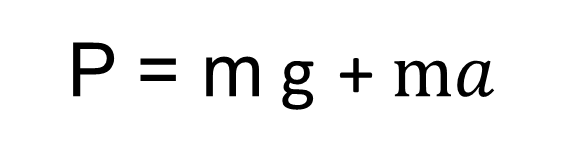 P = m g + ma